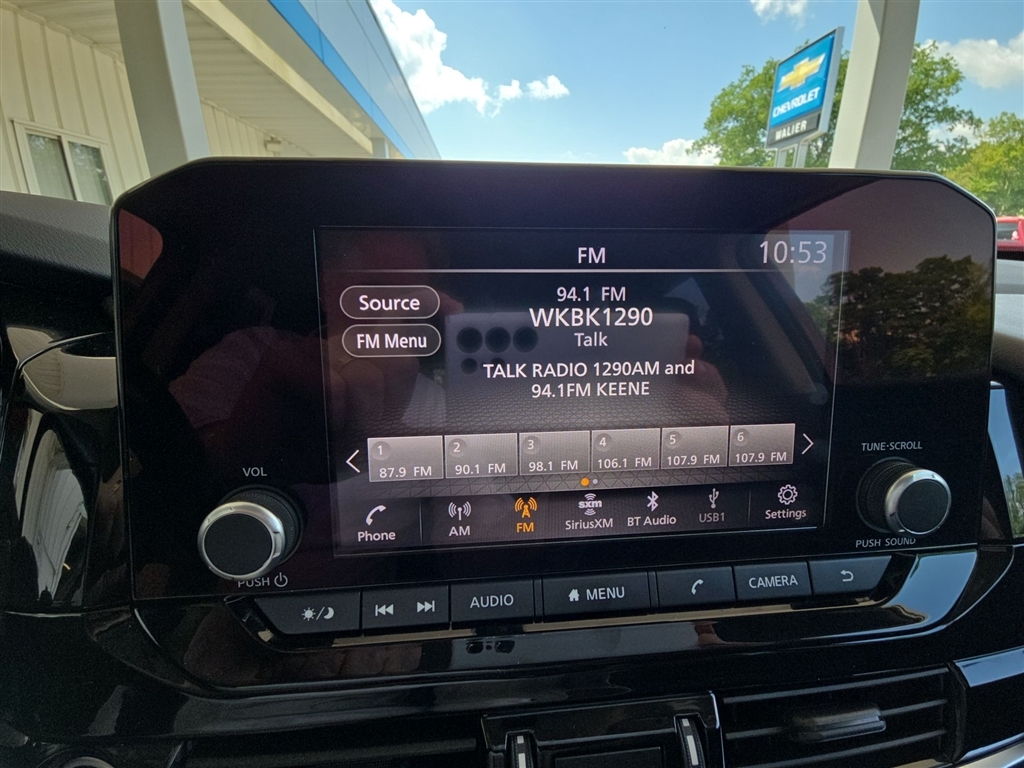 CHEVROLET
WALIER
FM
10:53
Source
FM Menu
94.1 FM
WKBK1290
Talk
TALK RADIO 1290AM and
94.1FM KEENE
1
87.9 FM
2
90.1 FM
3
98.1 FM
4
106.1 FM
5
107.9 FM
6
107.9 FM
Phone
AM
FM
sxm
SiriusXM
BT Audio
USB1
Settings
VOL
PUSH
TUNE·SCROLL
PUSH SOUND
AUDIO
MENU
CAMERA